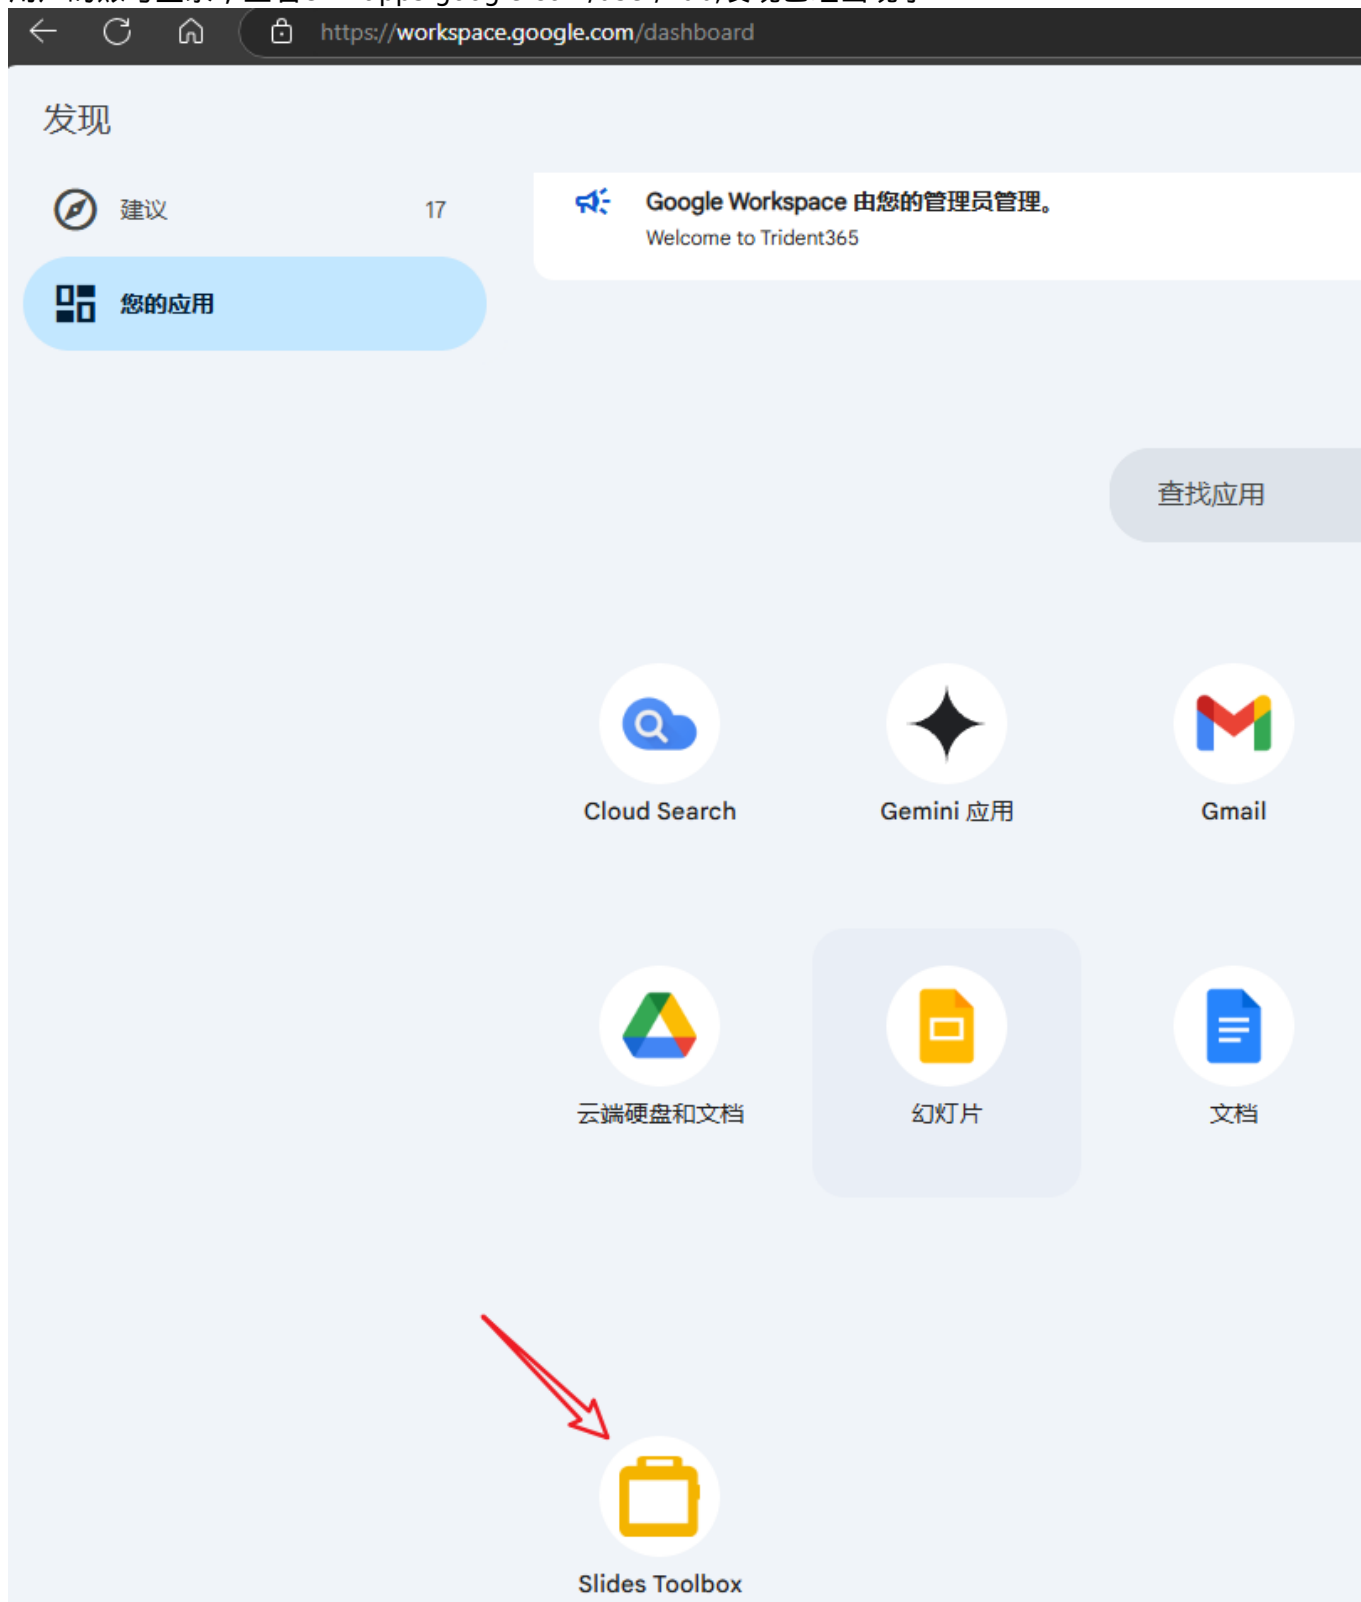 https://workspace.google.com/dashboard
发现
建议 17
Google Workspace 由您的管理员管理。
Welcome to Trident365
您的应用
查找应用
Cloud Search
Gemini 应用
Gmail
云端硬盘和文档
幻灯片
文档
Slides Toolbox